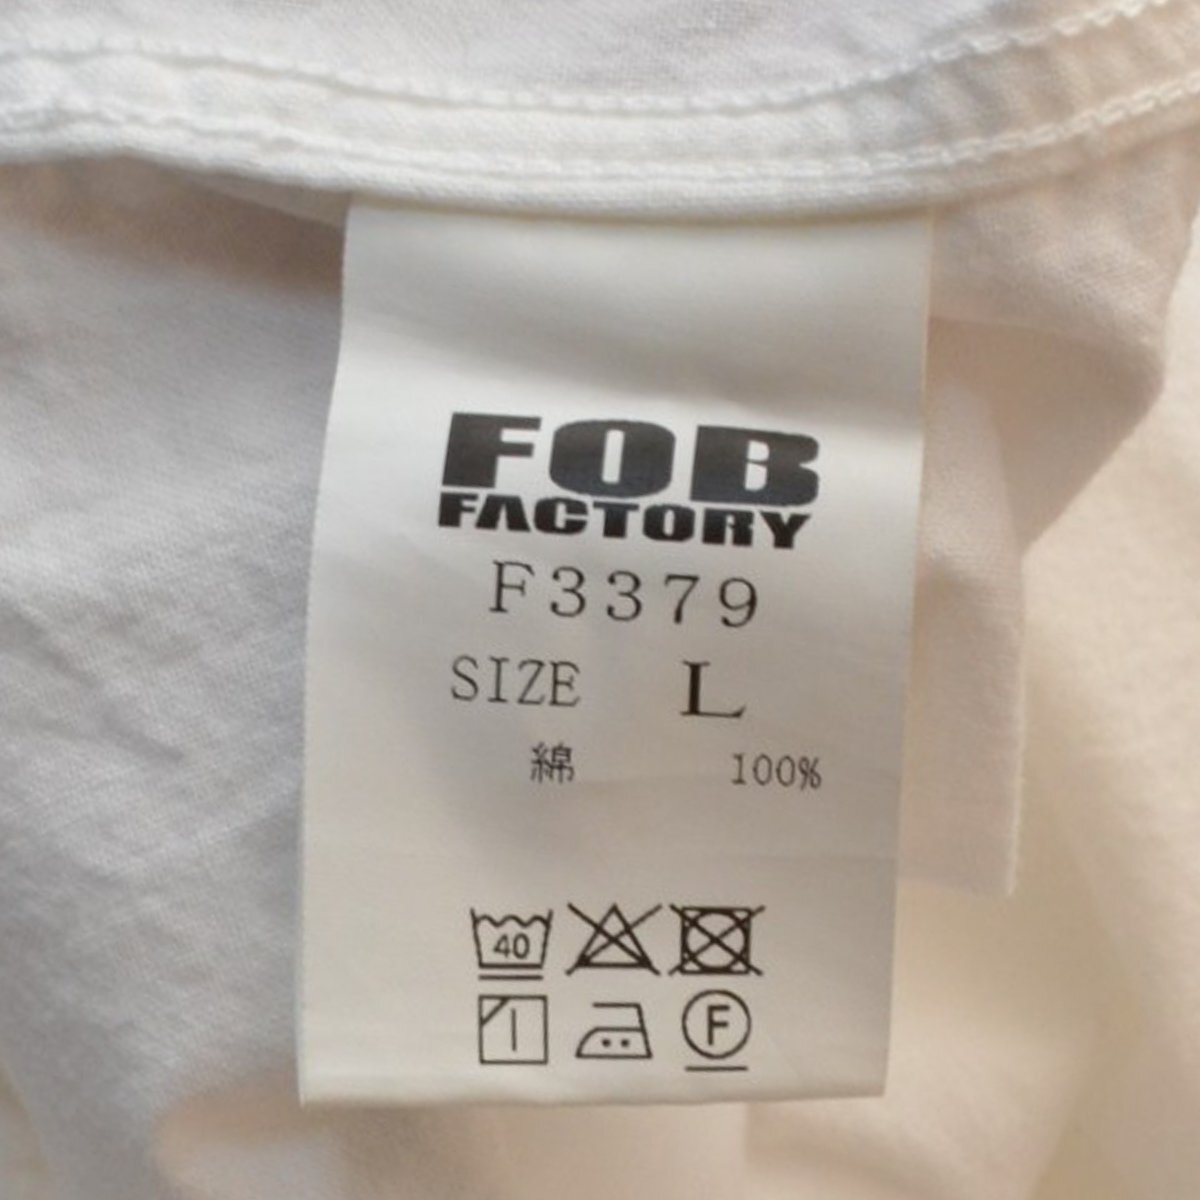 FOB
FACTORY
F3379
SIZE L
綿 100%
40
F